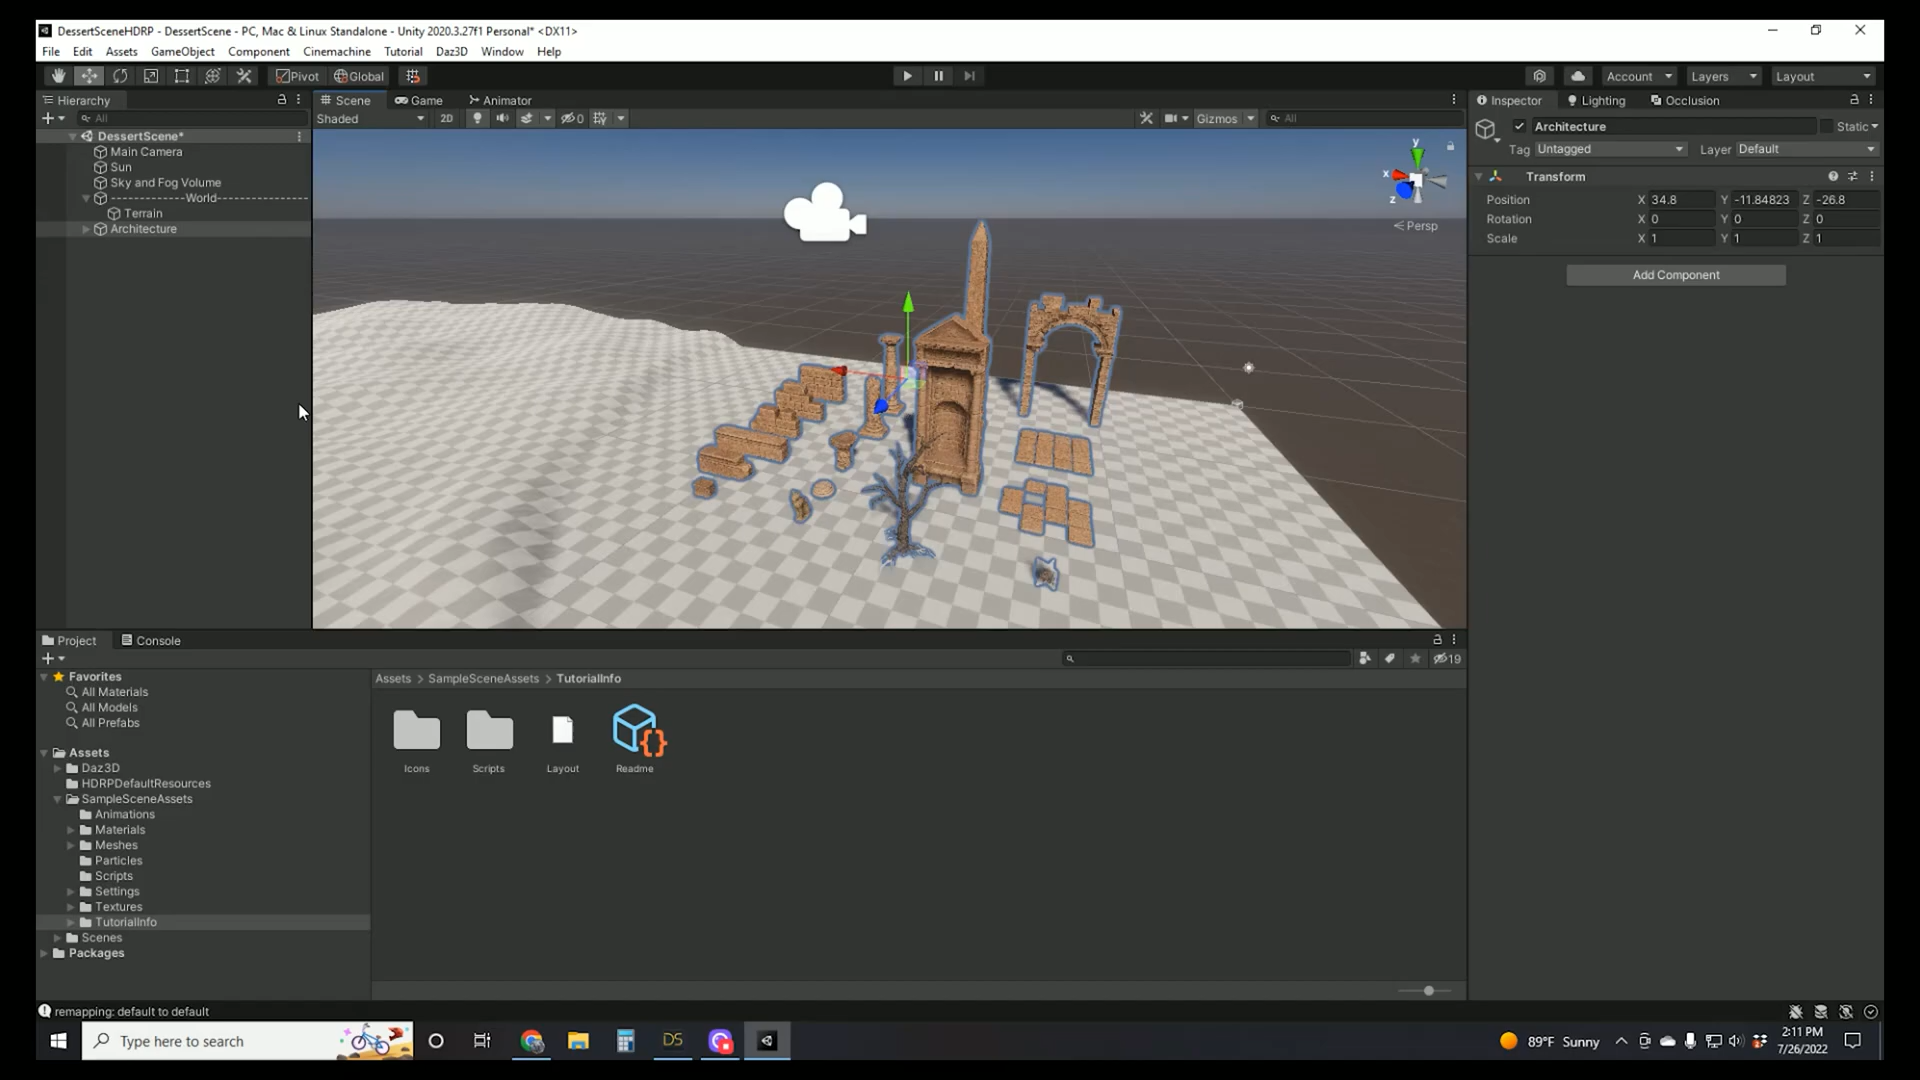 DessertSceneHDRP - DessertScene - PC, Mac & Linux Standalone - Unity 2020.3.27f1 Personal* <DX11>
File Edit Assets GameObject Component Cinemachine Tutorial Daz3D Window Help
Pivot Global Account Layers Layout
Hierarchy
All
DessertScene*
Main Camera
Sun
Sky and Fog Volume
---------------World---------------
Terrain
Architecture
Scene Game Animator
Shaded 2D 0 Gizmos All
y
x
z
Persp
Inspector Lighting Occlusion
Architecture Static
Tag Untagged Layer Default
Transform
Position X 34.8 Y -11.84823 Z -26.8
Rotation X 0 Y 0 Z 0
Scale X 1 Y 1 Z 1
Add Component
Project Console
19
Favorites
All Materials
All Models
All Prefabs
Assets
Daz3D
HDRPDefaultResources
SampleSceneAssets
Animations
Materials
Meshes
Particles
Scripts
Settings
Textures
TutorialInfo
Scenes
Packages
Assets > SampleSceneAssets > TutorialInfo
Icons Scripts Layout Readme
remapping: default to default
Type here to search
DS
89°F Sunny
2:11 PM
7/26/2022